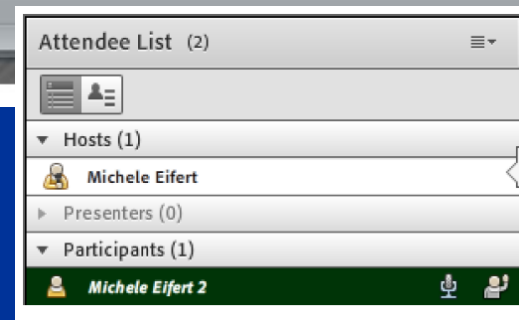 Attendee List (2)
Hosts (1)
Michele Eifert
Presenters (0)
Participants (1)
Michele Eifert 2